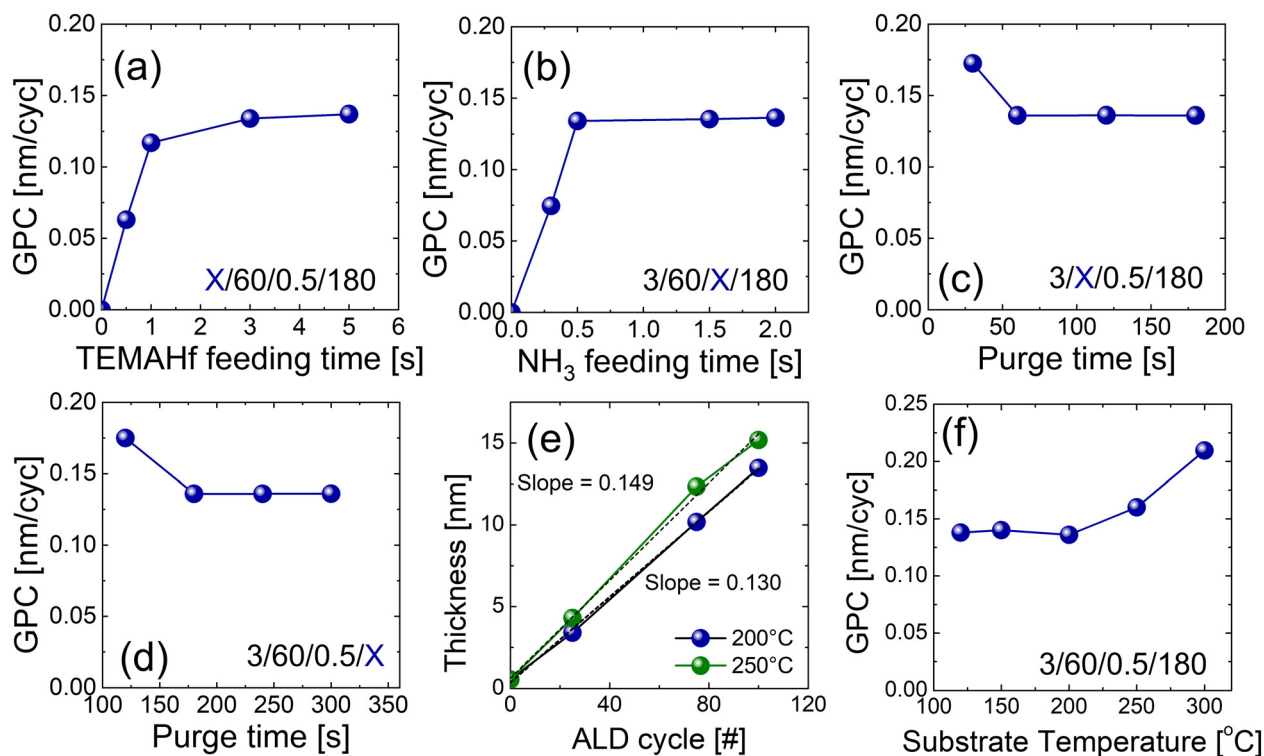 (a)
GPC [nm/cyc]
0.20
0.15
0.10
0.05
0.00
X/60/0.5/180
0 1 2 3 4 5 6
TEMAHf feeding time [s]
(b)
GPC [nm/cyc]
0.20
0.15
0.10
0.05
0.00
3/60/X/180
0.0 0.5 1.0 1.5 2.0
NH₃ feeding time [s]
(c)
GPC [nm/cyc]
0.20
0.15
0.10
0.05
0.00
3/X/0.5/180
0 50 100 150 200
Purge time [s]
(d)
GPC [nm/cyc]
0.20
0.15
0.10
0.05
0.00
3/60/0.5/X
100 150 200 250 300 350
Purge time [s]
(e)
Thickness [nm]
15
10
5
0
Slope = 0.149
Slope = 0.130
200°C
250°C
0 40 80 120
ALD cycle [#]
(f)
GPC [nm/cyc]
0.25
0.20
0.15
0.10
0.05
0.00
3/60/0.5/180
100 150 200 250 300
Substrate Temperature [°C]